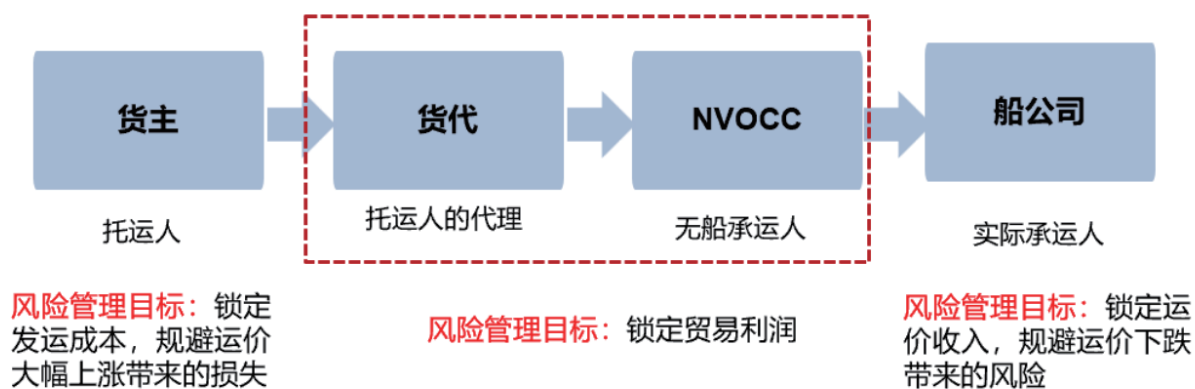 货主
货代
NVOCC
船公司
托运人
托运人的代理
无船承运人
实际承运人
风险管理目标：锁定
发运成本，规避运价
大幅上涨带来的损失
风险管理目标：锁定贸易利润
风险管理目标：锁定运
价收入，规避运价下跌
带来的风险